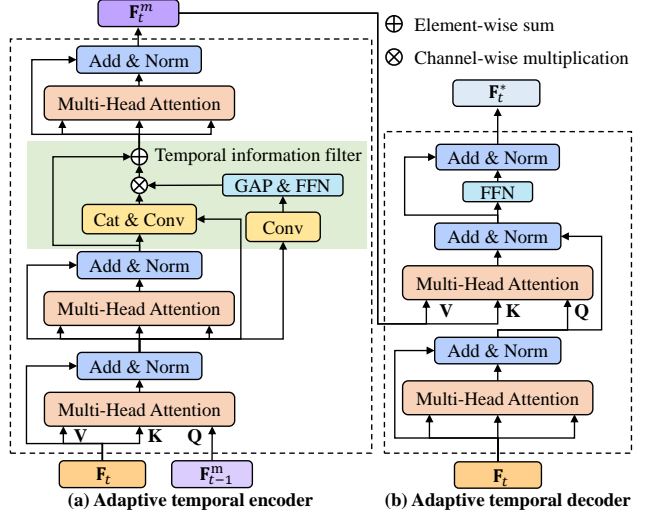 F_t^m
Add & Norm
Multi-Head Attention
Temporal information filter
GAP & FFN
Cat & Conv
Conv
Add & Norm
Multi-Head Attention
Add & Norm
Multi-Head Attention
V K Q
F_t
F_{t-1}^m
(a) Adaptive temporal encoder
⊕ Element-wise sum
⊗ Channel-wise multiplication
F_t^*
Add & Norm
FFN
Add & Norm
Multi-Head Attention
V K Q
Add & Norm
Multi-Head Attention
F_t
(b) Adaptive temporal decoder